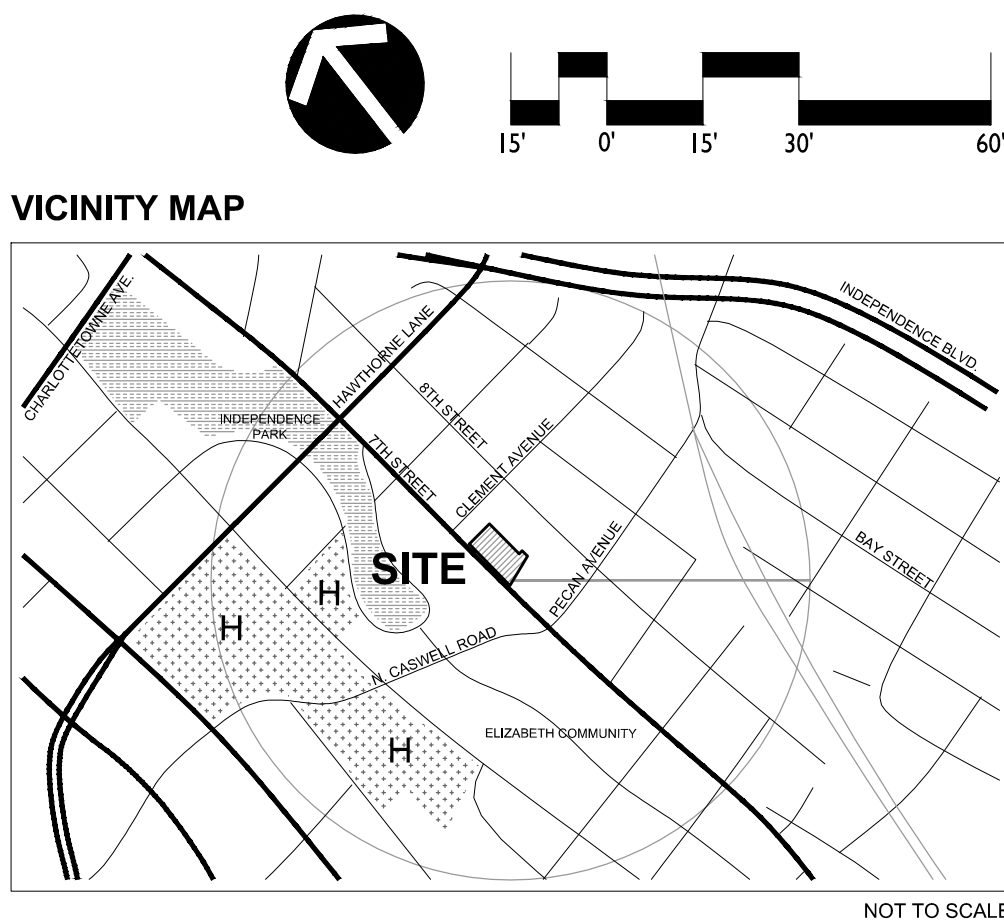 15' 0' 15' 30' 60'
VICINITY MAP
INDEPENDENCE BLVD.
CHARLOTTETOWNE AVE.
HAWTHORNE LANE
8TH STREET
INDEPENDENCE
PARK
7TH STREET
CLEMENT AVENUE
SITE
PECAN AVENUE
BAY STREET
H
H
N. CASWELL ROAD
ELIZABETH COMMUNITY
H
NOT TO SCALE